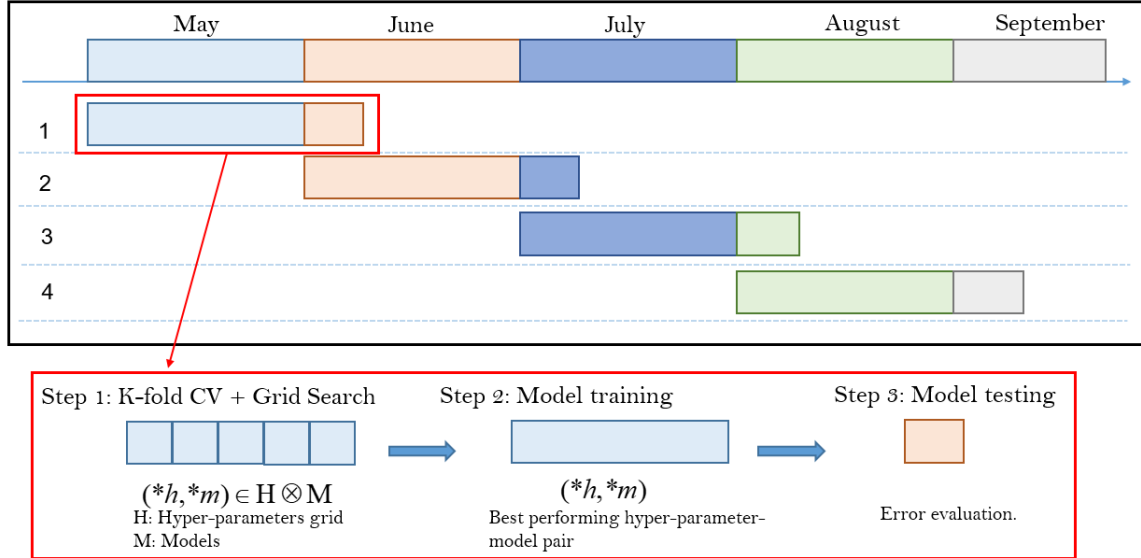 May June July August September
1
2
3
4
Step 1: K-fold CV + Grid Search
(*h,*m) ∈ H ⊗ M
H: Hyper-parameters grid
M: Models
Step 2: Model training
(*h,*m)
Best performing hyper-parameter-
model pair
Step 3: Model testing
Error evaluation.